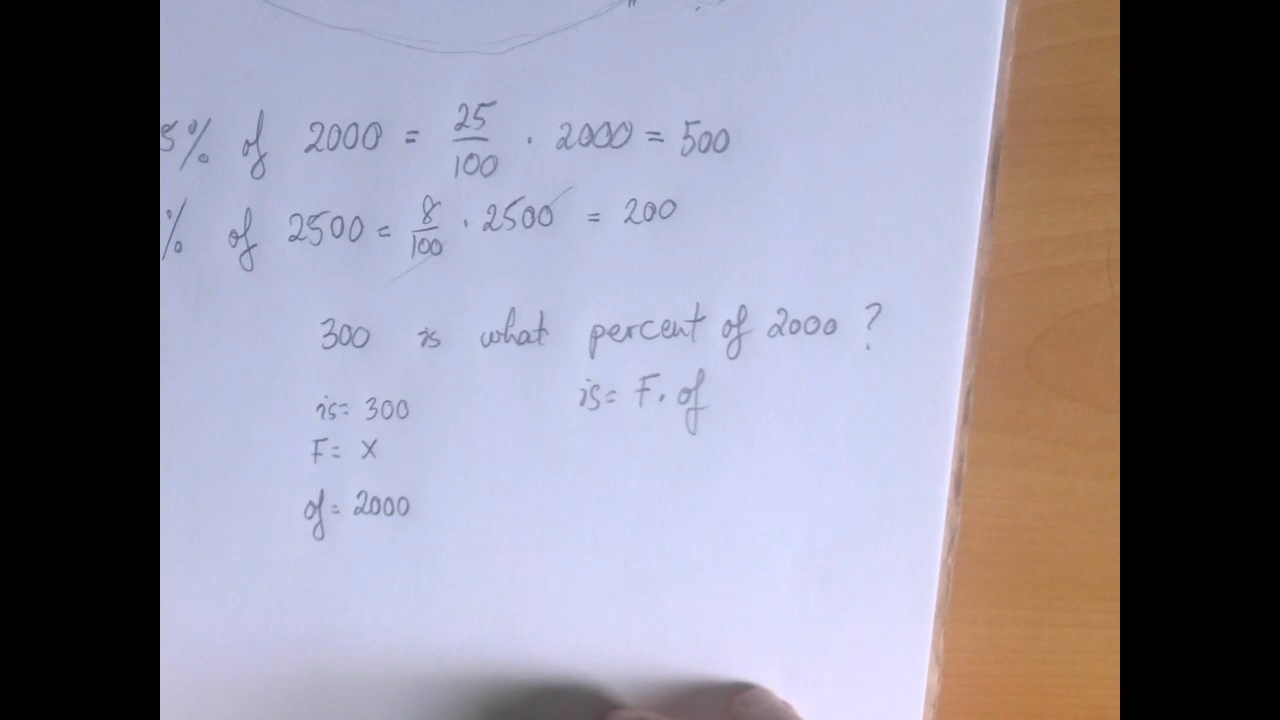 5% of 2000 = 25/100 · 2000 = 500
% of 2500 = 8/100 · 2500 = 200
300 is what percent of 2000 ?
is = F. of
is = 300
F = X
of = 2000